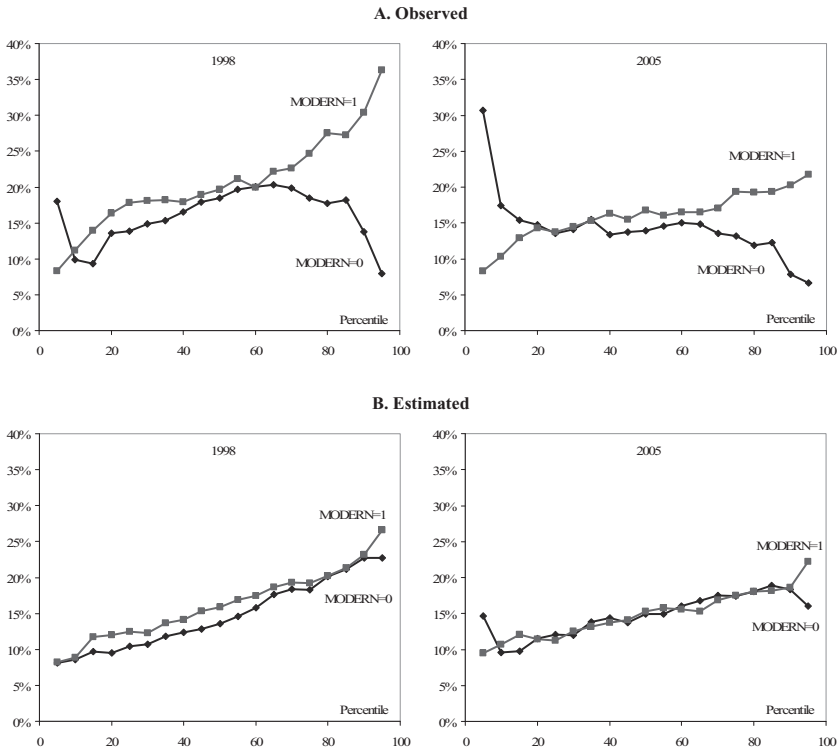 A. Observed
40%
35%
30%
25%
20%
15%
10%
5%
0%
1998
MODERN=1
MODERN=0
Percentile
0 20 40 60 80 100
40%
35%
30%
25%
20%
15%
10%
5%
0%
2005
MODERN=1
MODERN=0
Percentile
0 20 40 60 80 100
B. Estimated
40%
35%
30%
25%
20%
15%
10%
5%
0%
1998
MODERN=1
MODERN=0
Percentile
0 20 40 60 80 100
40%
35%
30%
25%
20%
15%
10%
5%
0%
2005
MODERN=1
MODERN=0
Percentile
0 20 40 60 80 100